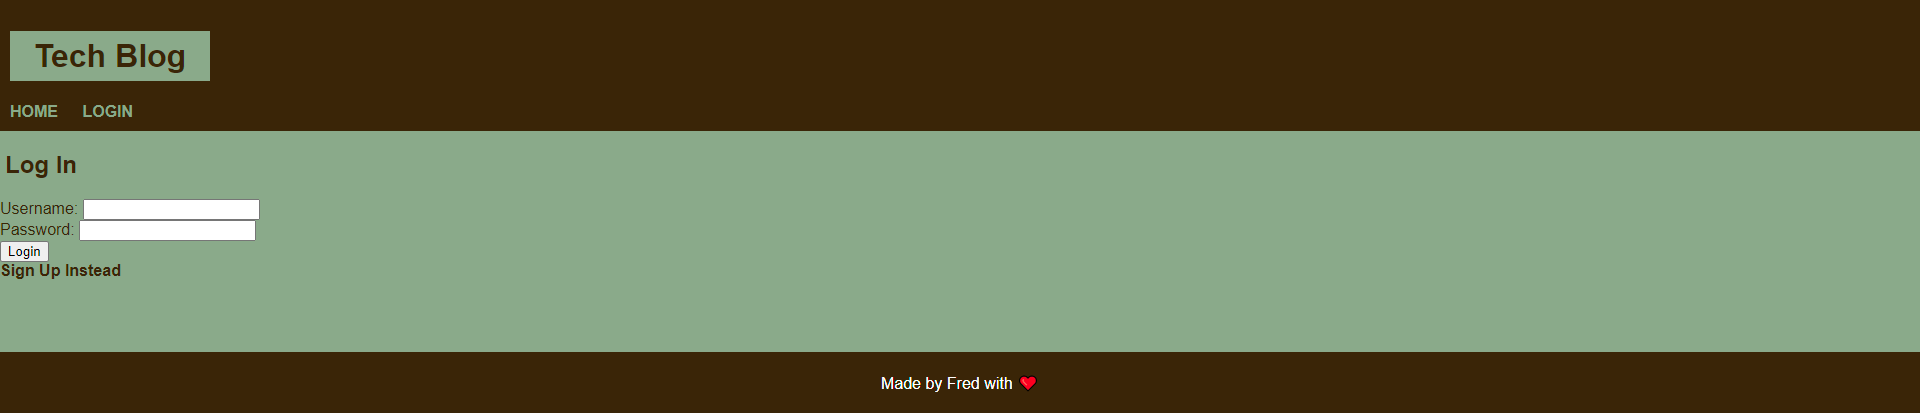 Tech Blog
HOME LOGIN
Log In
Username:
Password:
Login
Sign Up Instead
Made by Fred with ❤️